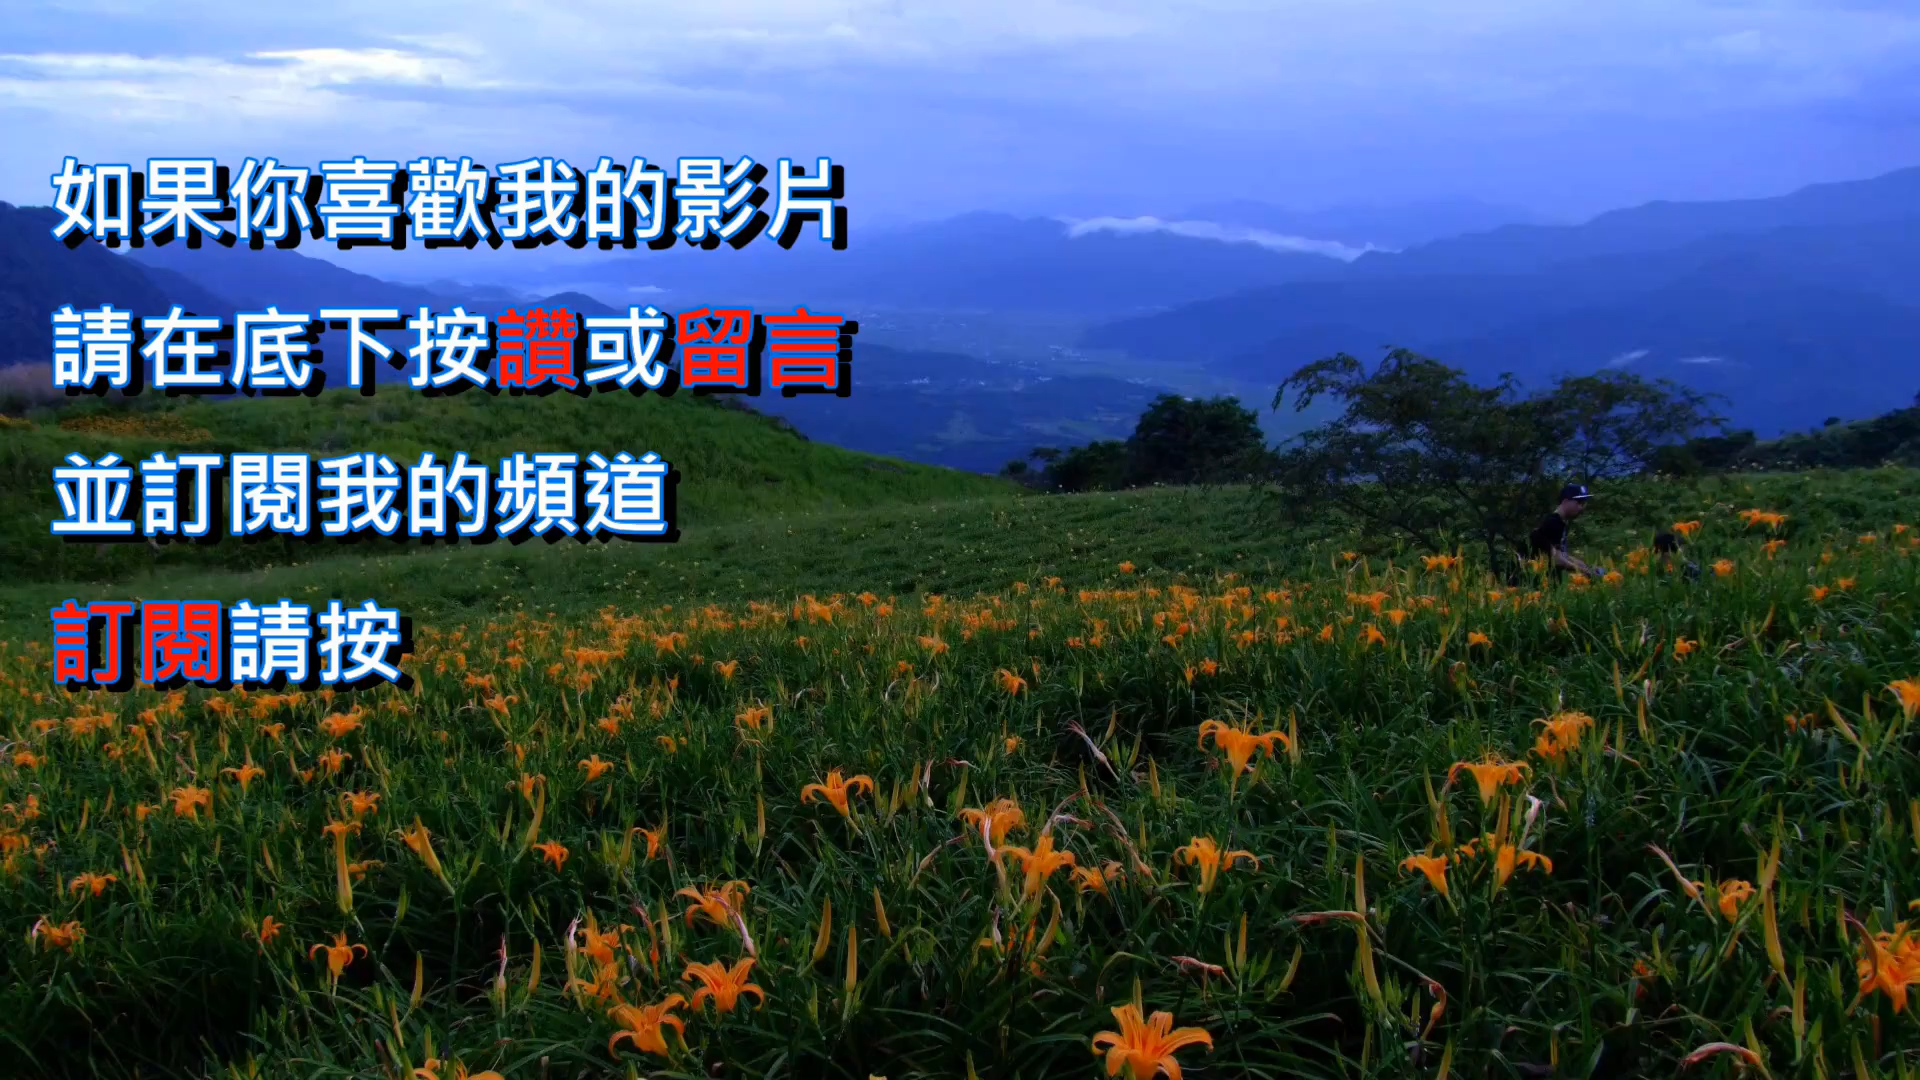 如果你喜歡我的影片
請在底下按讚或留言
並訂閱我的頻道
訂閱請按